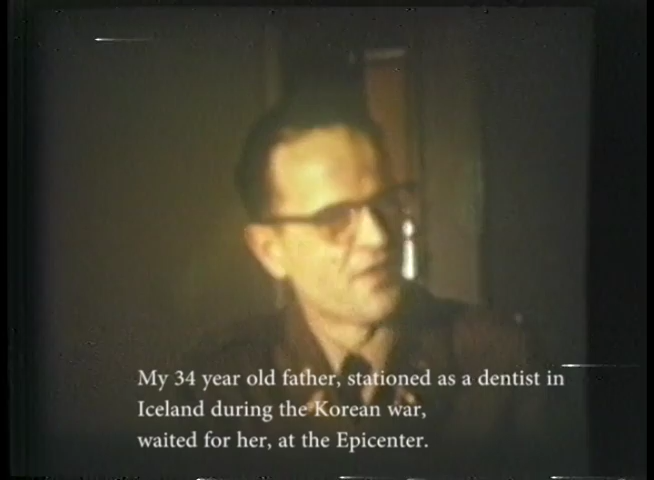 My 34 year old father, stationed as a dentist in
Iceland during the Korean war,
waited for her, at the Epicenter.